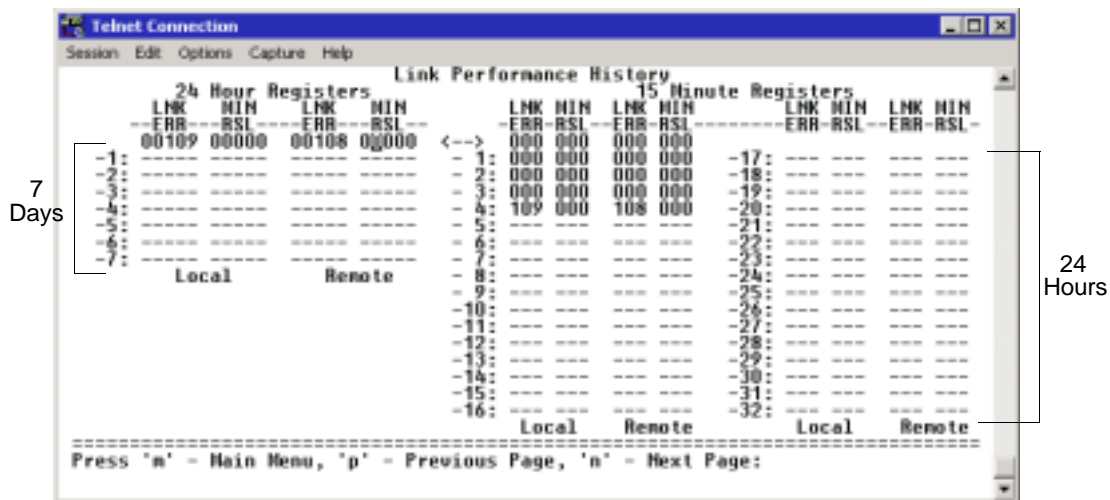 Telnet Connection
Session Edit Options Capture Help
Link Performance History
24 Hour Registers 15 Minute Registers
LNK MIN LNK MIN LNK MIN LNK MIN LNK MIN LNK MIN
--ERR---RSL---ERR---RSL-- -ERR-RSL--ERR-RSL--------ERR-RSL--ERR-RSL-
00109 00000 00108 00000 <--> 000 000 000 000
-1: ----- ----- ----- ----- - 1: 000 000 000 000 -17: --- --- --- ---
-2: ----- ----- ----- ----- - 2: 000 000 000 000 -18: --- --- --- ---
-3: ----- ----- ----- ----- - 3: 000 000 000 000 -19: --- --- --- ---
-4: ----- ----- ----- ----- - 4: 109 000 108 000 -20: --- --- --- ---
-5: ----- ----- ----- ----- - 5: --- --- --- --- -21: --- --- --- ---
-6: ----- ----- ----- ----- - 6: --- --- --- --- -22: --- --- --- ---
-7: ----- ----- ----- ----- - 7: --- --- --- --- -23: --- --- --- ---
Local Remote - 8: --- --- --- --- -24: --- --- --- ---
- 9: --- --- --- --- -25: --- --- --- ---
-10: --- --- --- --- -26: --- --- --- ---
-11: --- --- --- --- -27: --- --- --- ---
-12: --- --- --- --- -28: --- --- --- ---
-13: --- --- --- --- -29: --- --- --- ---
-14: --- --- --- --- -30: --- --- --- ---
-15: --- --- --- --- -31: --- --- --- ---
-16: --- --- --- --- -32: --- --- --- ---
Local Remote Local Remote
Press 'm' - Main Menu, 'p' - Previous Page, 'n' - Next Page:
7
Days
24
Hours